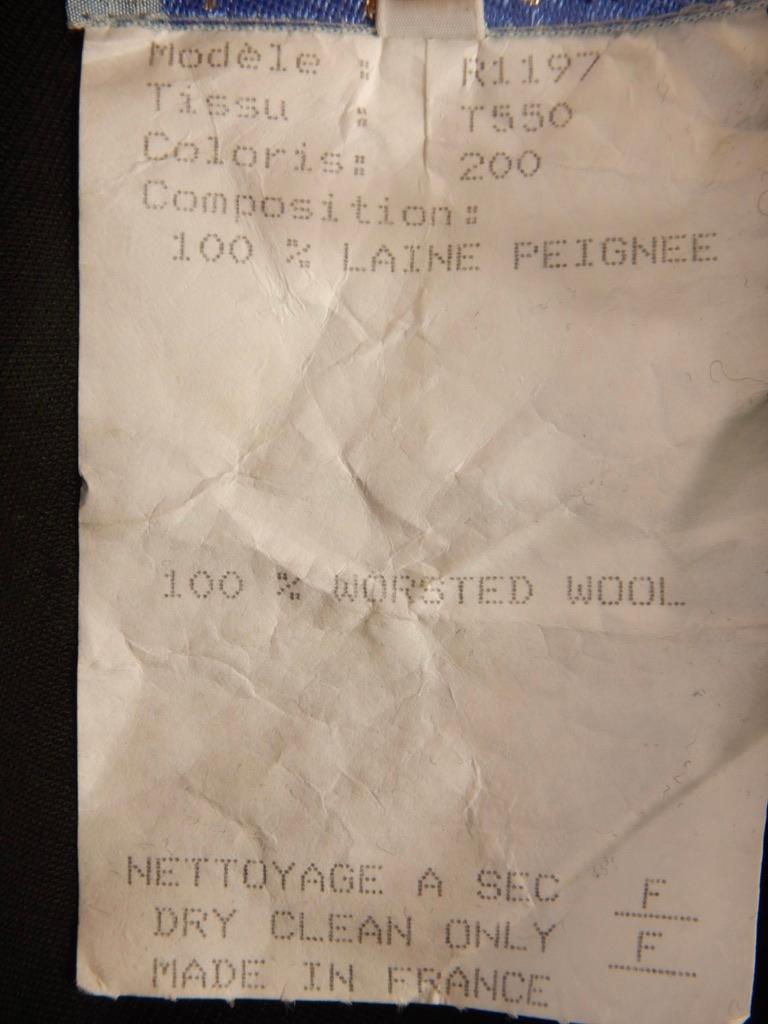 Modèle : R1197
Tissu : T550
Coloris: 200
Composition:
100 % LAINE PEIGNEE
100 % WORSTED WOOL
NETTOYAGE A SEC F
DRY CLEAN ONLY F
MADE IN FRANCE